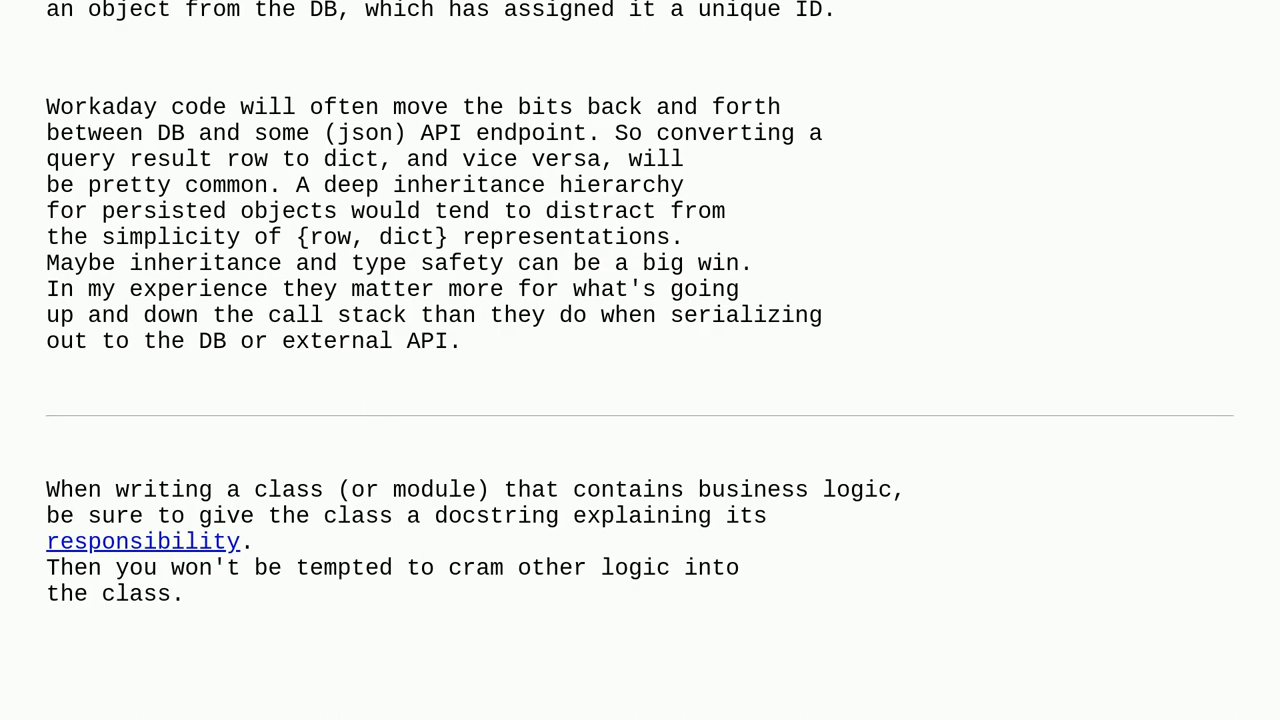 an object from the DB, which has assigned it a unique ID.
Workaday code will often move the bits back and forth
between DB and some (json) API endpoint. So converting a
query result row to dict, and vice versa, will
be pretty common. A deep inheritance hierarchy
for persisted objects would tend to distract from
the simplicity of {row, dict} representations.
Maybe inheritance and type safety can be a big win.
In my experience they matter more for what's going
up and down the call stack than they do when serializing
out to the DB or external API.
When writing a class (or module) that contains business logic,
be sure to give the class a docstring explaining its
responsibility.
Then you won't be tempted to cram other logic into
the class.